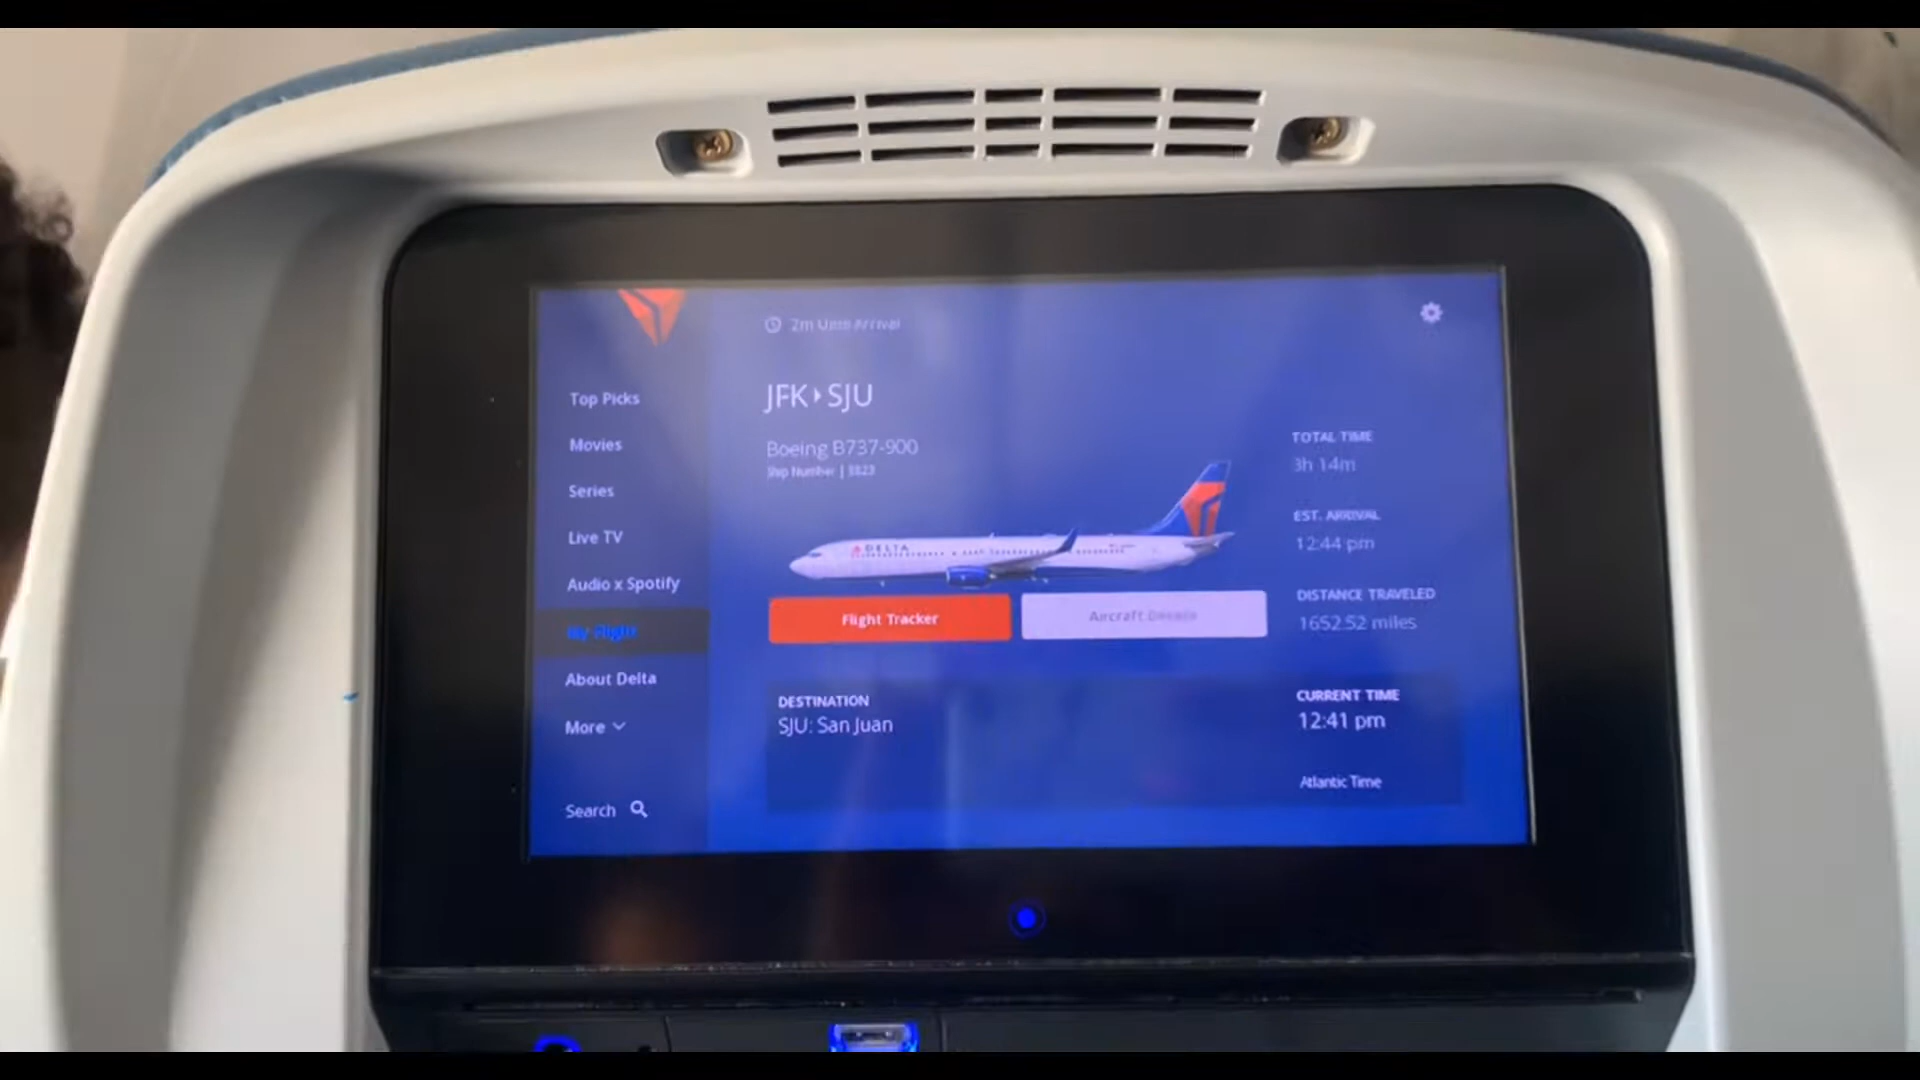 2m Until Arrival
JFK SJU
Boeing B737-900
Ship Number | 3823
Top Picks
Movies
Series
Live TV
Audio x Spotify
My Flight
About Delta
More
Search
DELTA
Flight Tracker
Aircraft Details
TOTAL TIME
3h 14m
EST. ARRIVAL
12:44 pm
DISTANCE TRAVELED
1652.52 miles
DESTINATION
SJU: San Juan
CURRENT TIME
12:41 pm
Atlantic Time